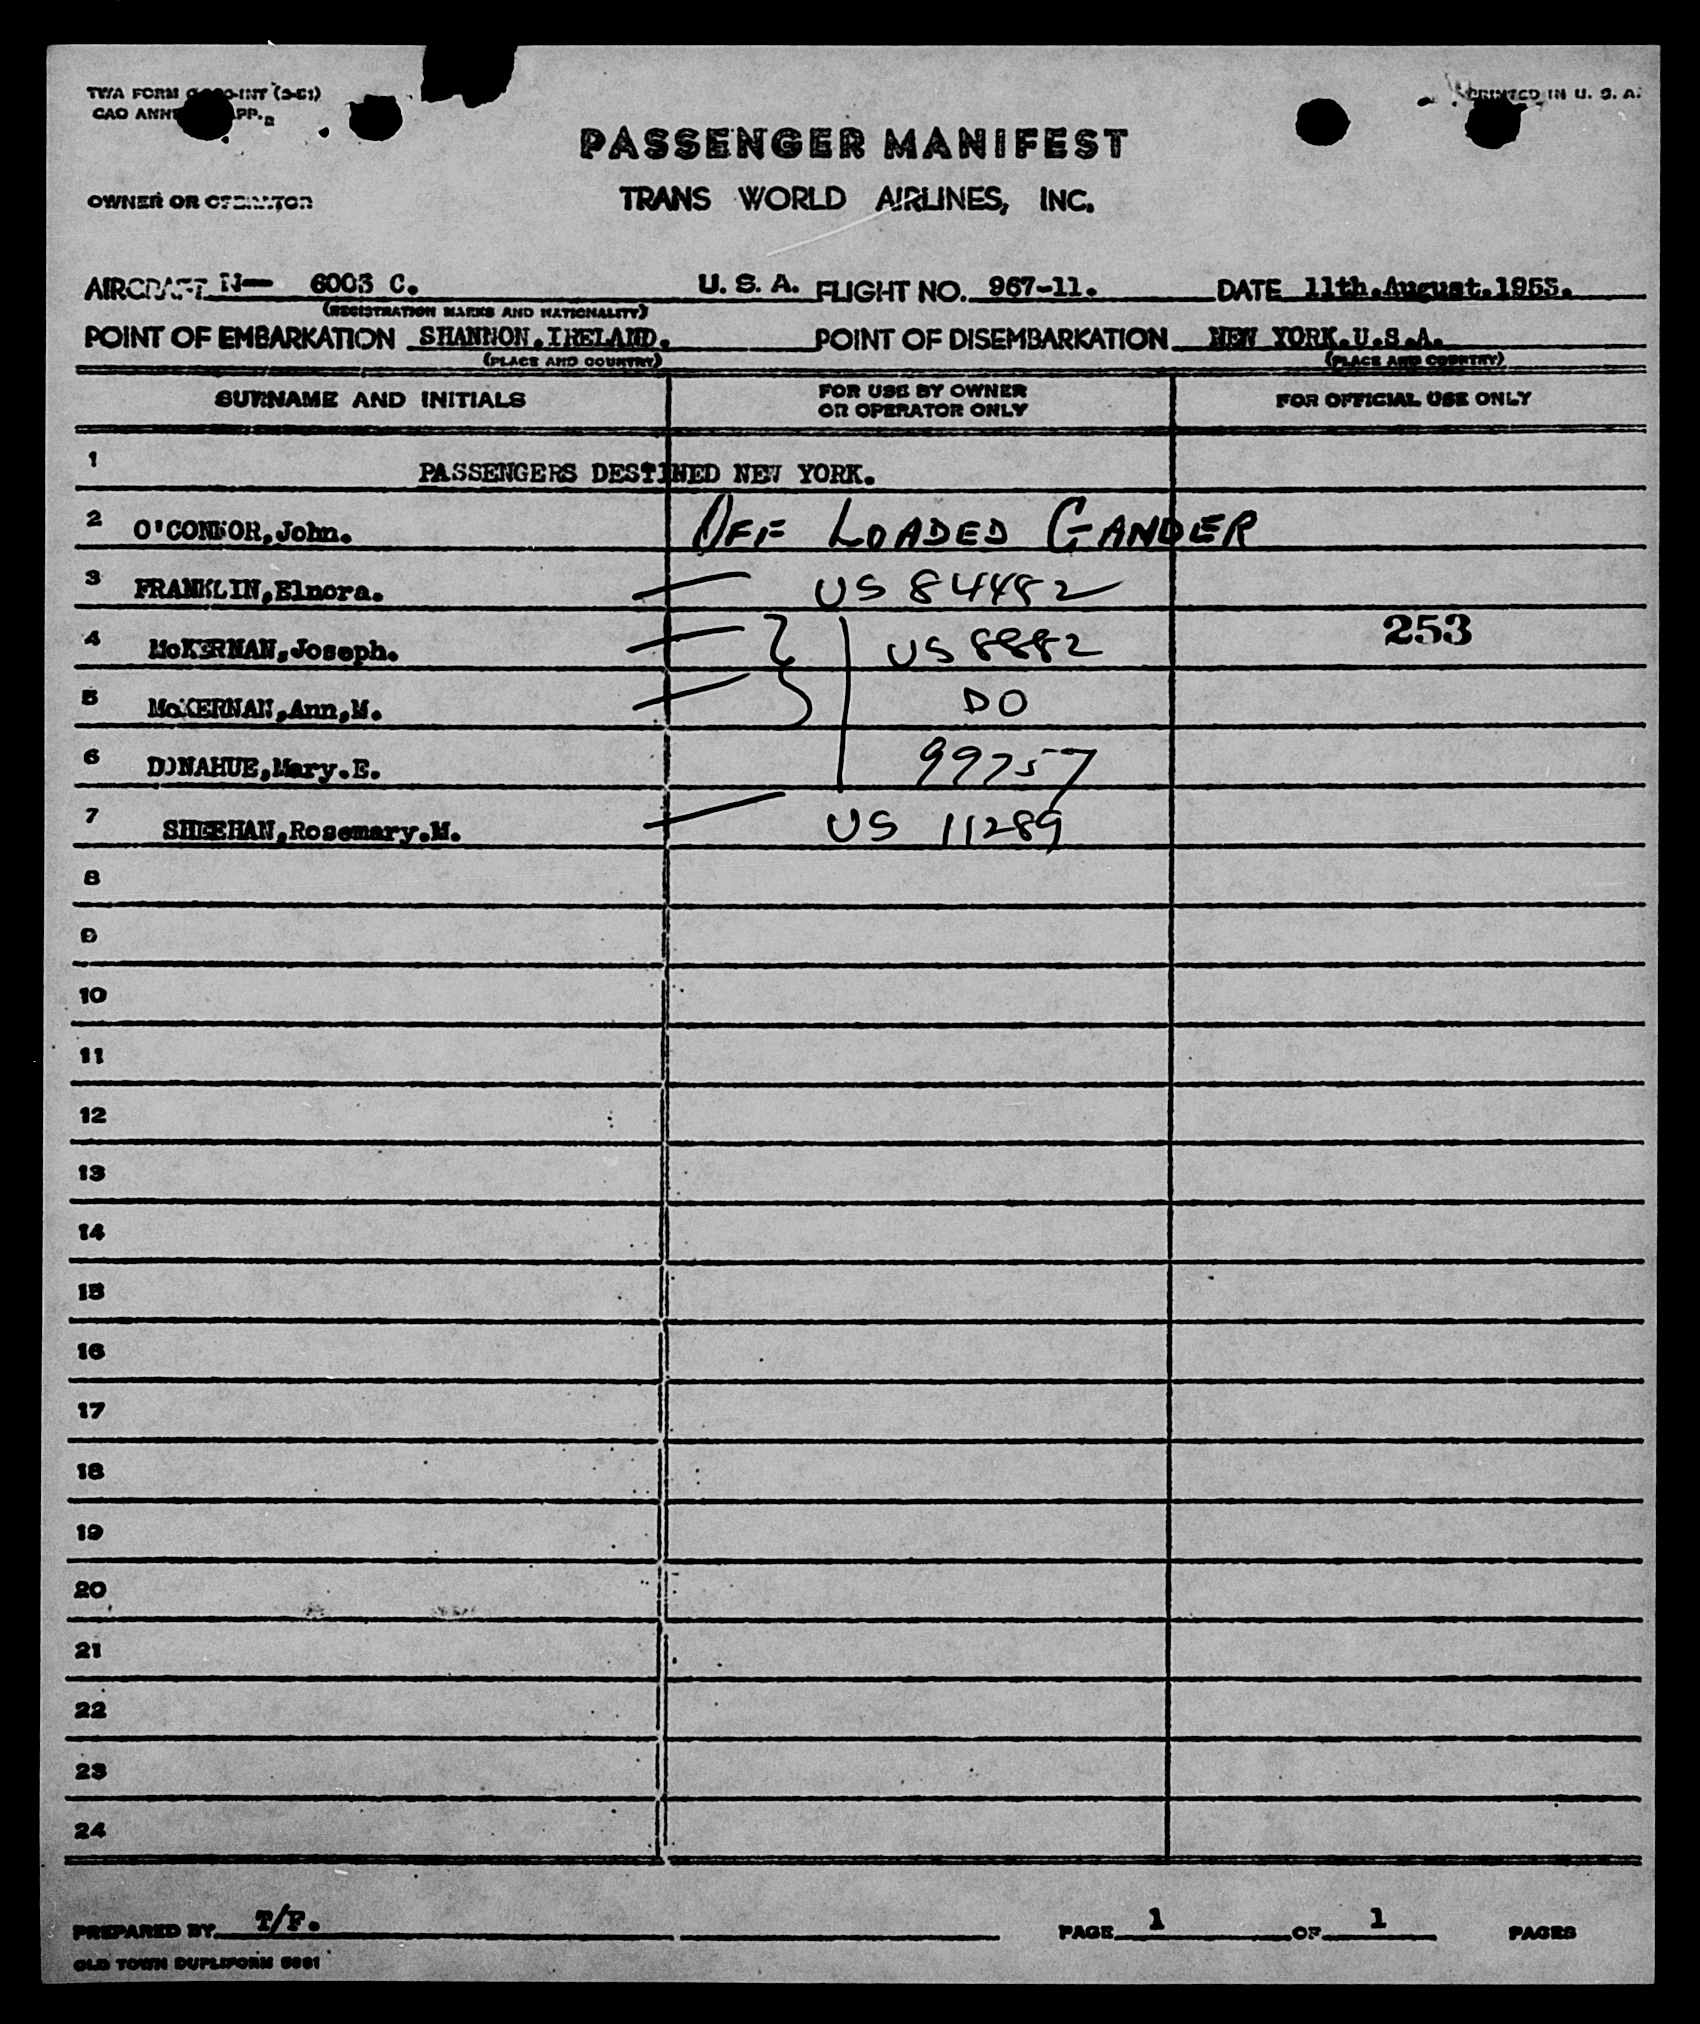 TWA FORM
PRINTED IN U. S. A.
PASSENGER MANIFEST
OWNER OR OPERATOR
TRANS WORLD AIRLINES, INC.
AIRCRAFT N— 6003 C. U. S. A. FLIGHT NO. 967-11. DATE 11th.August.1953.
(REGISTRATION MARKS AND NATIONALITY)
POINT OF EMBARKATION SHANNON.IRELAND. POINT OF DISEMBARKATION NEW YORK.U.S.A.
(PLACE AND COUNTRY) (PLACE AND COUNTRY)
SURNAME AND INITIALS FOR USE BY OWNER OR OPERATOR ONLY FOR OFFICIAL USE ONLY
1 PASSENGERS DESTINED NEW YORK.
2 O'CONNOR,John. OFF LOADED GANDER
3 FRANKLIN,Elnora. US 84482
4 McKERNAN,Joseph. US 8882 253
5 McKERNAN,Ann,M. DO
6 DONAHUE,Mary.E. 99757
7 SHEEHAN,Rosemary.M. US 11289
8
9
10
11
12
13
14
15
16
17
18
19
20
21
22
23
24
PREPARED BY T/F. PAGE 1 OF 1 PAGES
OLD TOWN DUPLIFORM